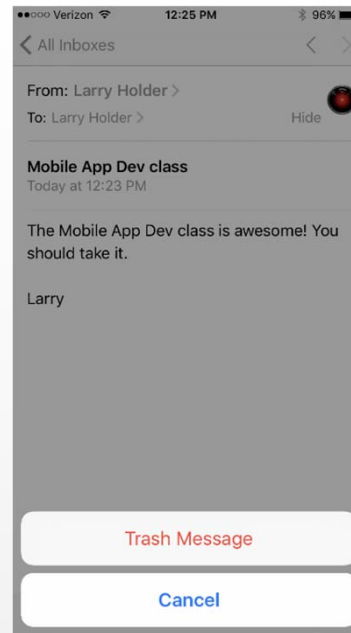 ●●○○○ Verizon 12:25 PM 96%
< All Inboxes < >
From: Larry Holder >
To: Larry Holder > Hide
Mobile App Dev class
Today at 12:23 PM
The Mobile App Dev class is awesome! You
should take it.
Larry
Trash Message
Cancel